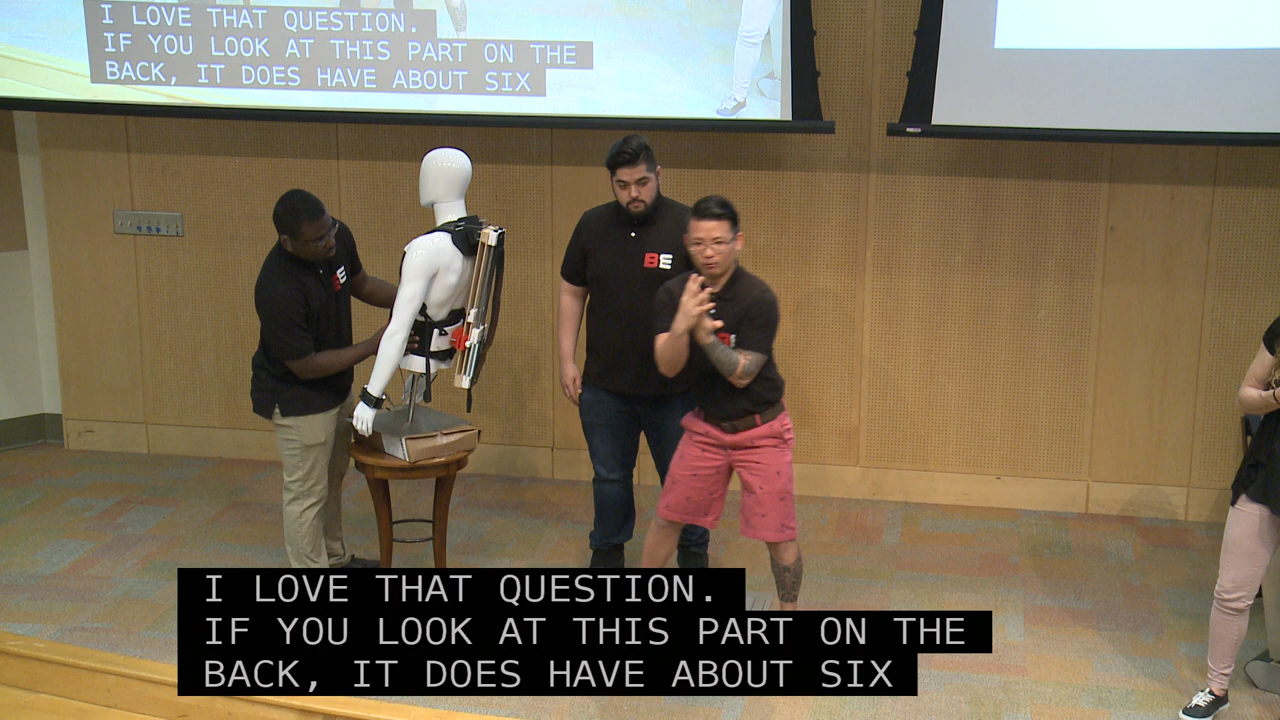 I LOVE THAT QUESTION.
IF YOU LOOK AT THIS PART ON THE
BACK, IT DOES HAVE ABOUT SIX
BE
BE
BE
I LOVE THAT QUESTION.
IF YOU LOOK AT THIS PART ON THE
BACK, IT DOES HAVE ABOUT SIX